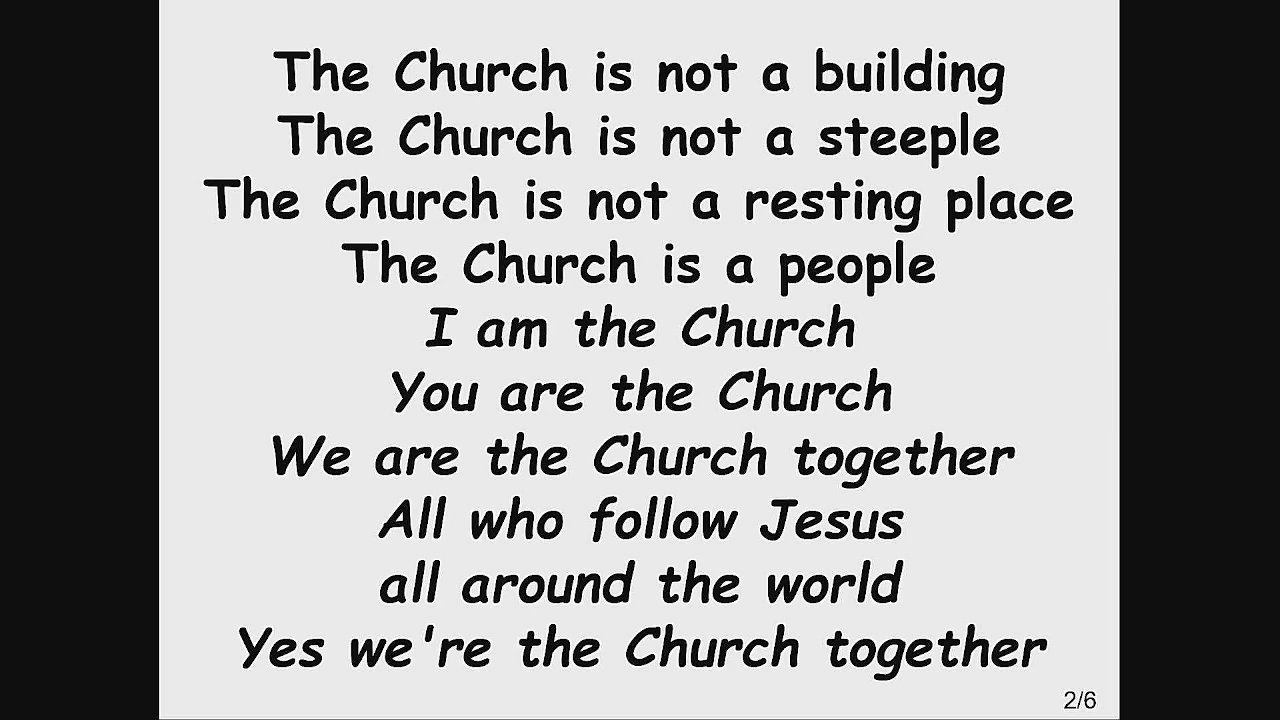 The Church is not a building
The Church is not a steeple
The Church is not a resting place
The Church is a people
I am the Church
You are the Church
We are the Church together
All who follow Jesus
all around the world
Yes we're the Church together
2/6